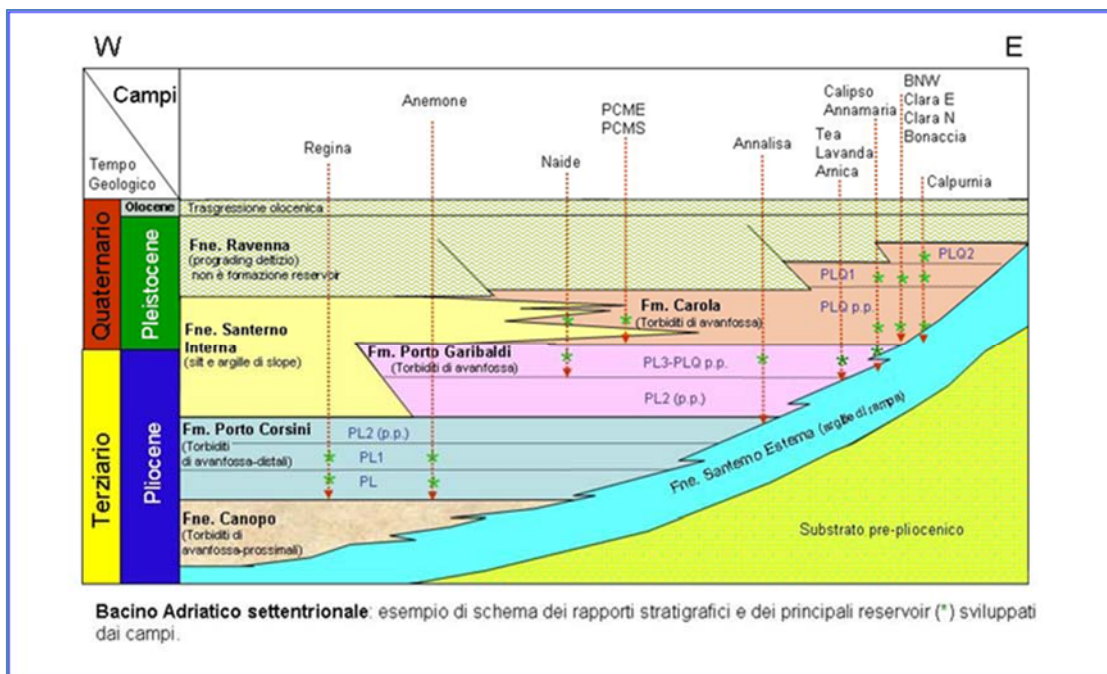 W
E
Campi
Tempo
Geologico
Regina
Anemone
Naide
PCME
PCMS
Annalisa
Calipso
Annamaria
Tea
Lavanda
Arnica
BNW
Clara E
Clara N
Bonaccia
Calpurnia
Quaternario
Terziario
Olocene
Pleistocene
Pliocene
Trasgressione olocenica
Fne. Ravenna
(prograding deltizio)
non è formazione reservoir
PLQ2
PLQ1
PLQ p.p.
Fm. Carola
(Torbiditi di avanfossa)
Fne. Santerno
Interna
(silt e argille di slope)
Fm. Porto Garibaldi
(Torbiditi di avanfossa)
PL3-PLQ p.p.
PL2 (p.p.)
Fm. Porto Corsini
(Torbiditi
di avanfossa-distali)
PL2 (p.p.)
PL1
PL
Fne. Santerno Esterna (argille di rampa)
Fne. Canopo
(Torbiditi di
avanfossa-prossimali)
Substrato pre-pliocenico
Bacino Adriatico settentrionale: esempio di schema dei rapporti stratigrafici e dei principali reservoir (*) sviluppati
dai campi.